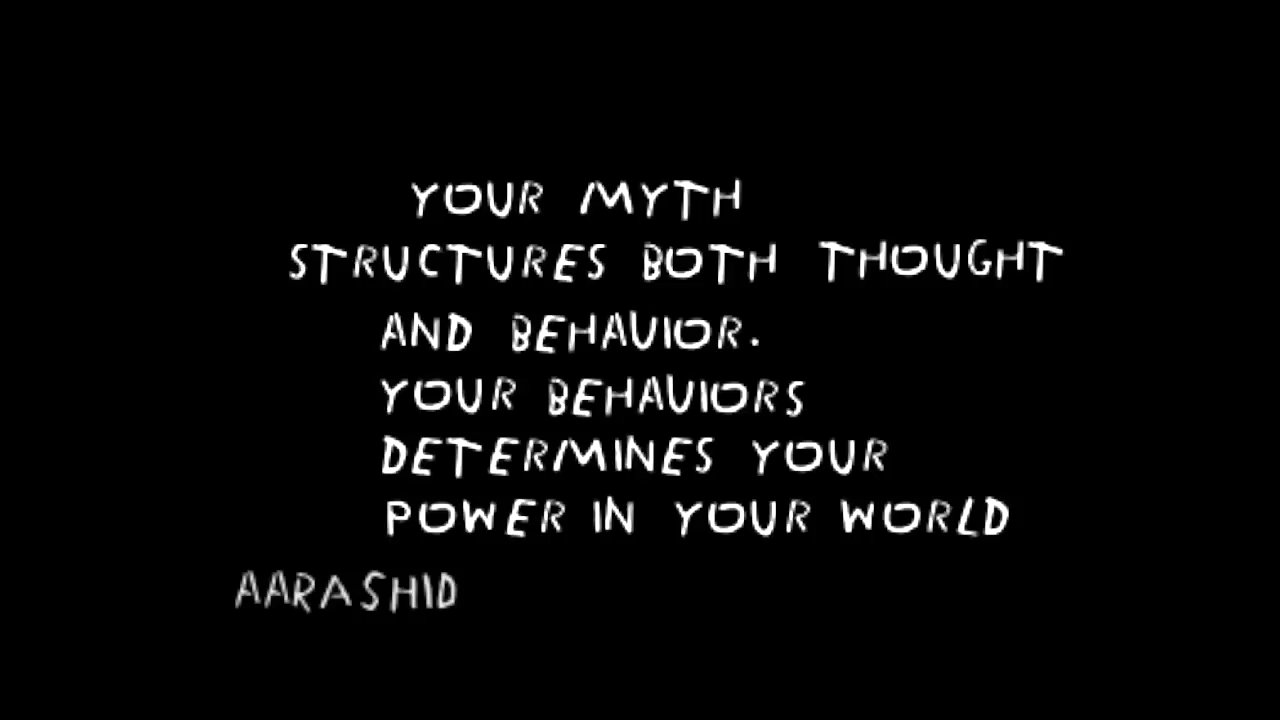 YOUR MYTH
STRUCTURES BOTH THOUGHT
AND BEHAVIOR.
YOUR BEHAVIORS
DETERMINES YOUR
POWER IN YOUR WORLD
AARASHID